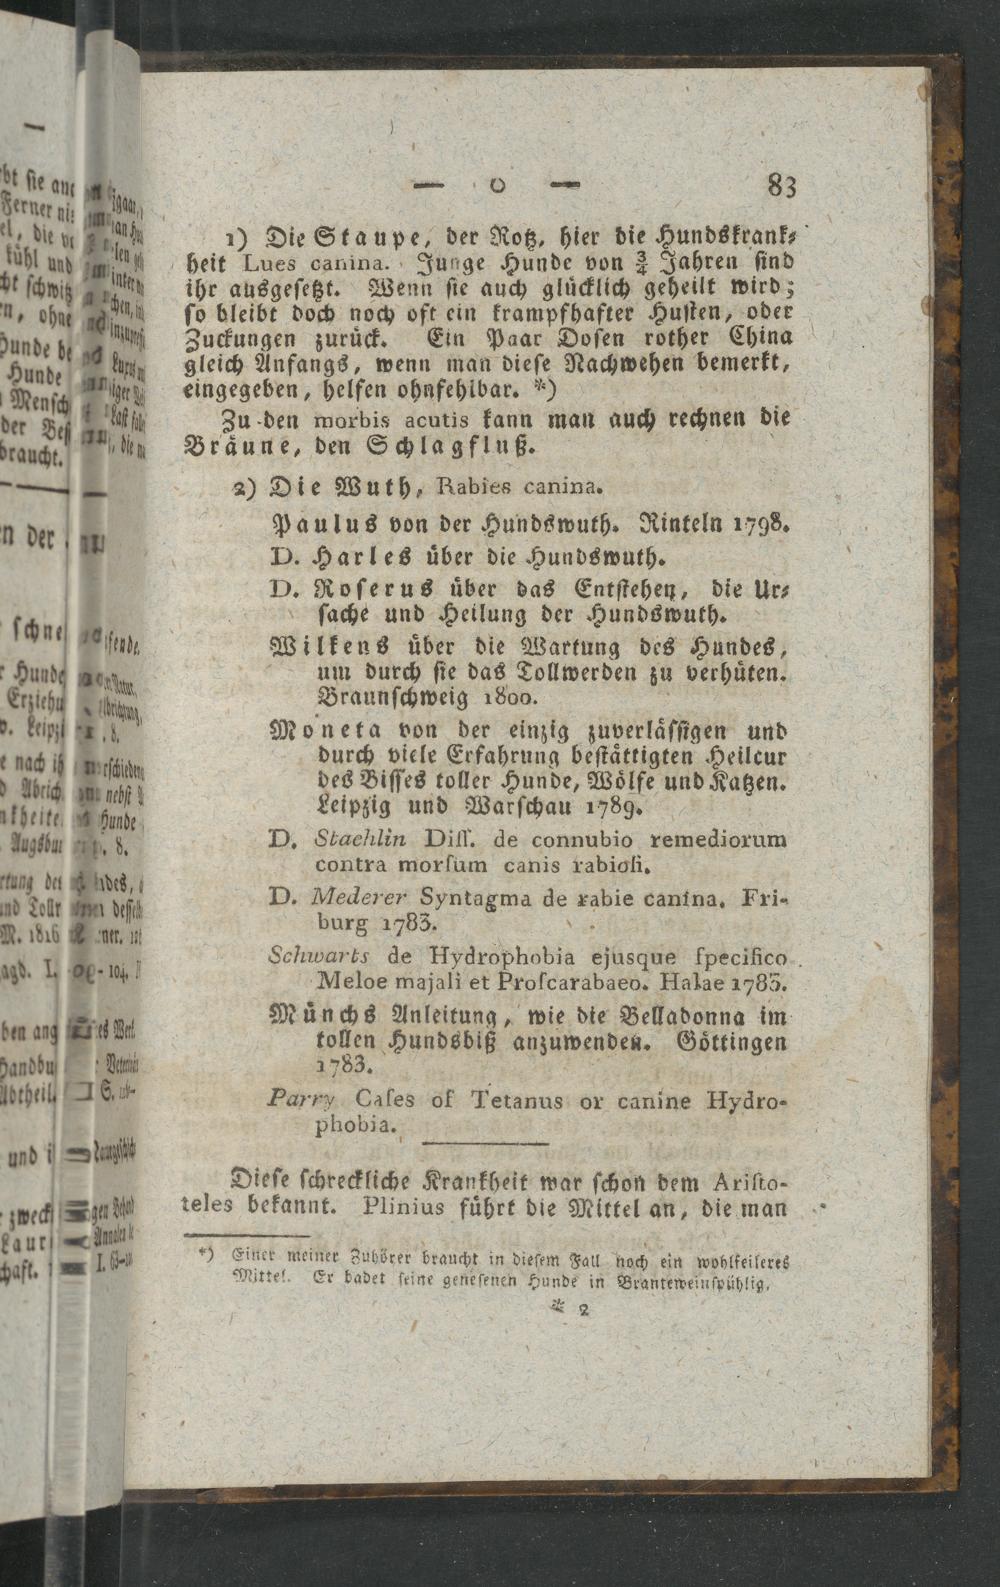 — o — 83
1) Die Staupe, der Rotz, hier die Hundskrank⸗
heit Lues canina. Junge Hunde von ¾ Jahren sind
ihr ausgesetzt. Wenn sie auch glücklich geheilt wird;
so bleibt doch noch oft ein krampfhafter Husten, oder
Zuckungen zurück. Ein Paar Dosen rother China
gleich Anfangs, wenn man diese Nachwehen bemerkt,
eingegeben, helfen ohnfehlbar. *)
Zu den morbis acutis kann man auch rechnen die
Bräune, den Schlagfluß.
2) Die Wuth, Rabies canina.
Paulus von der Hundswuth. Rinteln 1798.
D. Harles über die Hundswuth.
D. Roserus über das Entstehen, die Ur⸗
sache und Heilung der Hundswuth.
Wilkens über die Wartung des Hundes,
um durch sie das Tollwerden zu verhüten.
Braunschweig 1800.
Moneta von der einzig zuverlässigen und
durch viele Erfahrung bestättigten Heilcur
des Bisses toller Hunde, Wölfe und Katzen.
Leipzig und Warschau 1789.
D. Staehlin Diſſ. de connubio remediorum
contra morſum canis rabioſi.
D. Mederer Syntagma de rabie canina. Fri-
burg 1783.
Schwarts de Hydrophobia ejusque ſpecifico
Meloe majali et Proſcarabaeo. Halae 1783.
Münchs Anleitung, wie die Belladonna im
tollen Hundsbiß anzuwenden. Göttingen
1783.
Parry Caſes of Tetanus or canine Hydro-
phobia.
Diese schreckliche Krankheit war schon dem Ariſto-
teles bekannt. Plinius führt die Mittel an, die man
*) Einer meiner Zuhörer braucht in diesem Fall noch ein wohlfeileres
Mittel. Er badet seine genesenen Hunde in Branteweinspühlig.
* 2